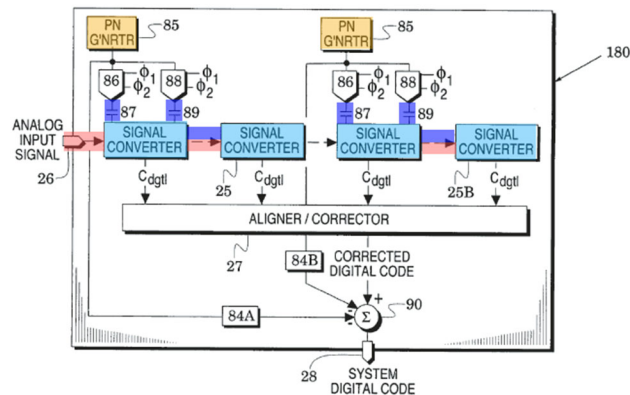 PN
G'NRTR
85
PN
G'NRTR
85
180
86
ϕ1
ϕ2
88
ϕ1
ϕ2
86
ϕ1
ϕ2
88
ϕ1
ϕ2
87
89
87
89
ANALOG
INPUT
SIGNAL
26
SIGNAL
CONVERTER
SIGNAL
CONVERTER
SIGNAL
CONVERTER
SIGNAL
CONVERTER
Cdgtl
Cdgtl
25
Cdgtl
Cdgtl
25B
ALIGNER / CORRECTOR
27
84B
CORRECTED
DIGITAL CODE
84A
- - +
Σ
90
28
SYSTEM
DIGITAL CODE